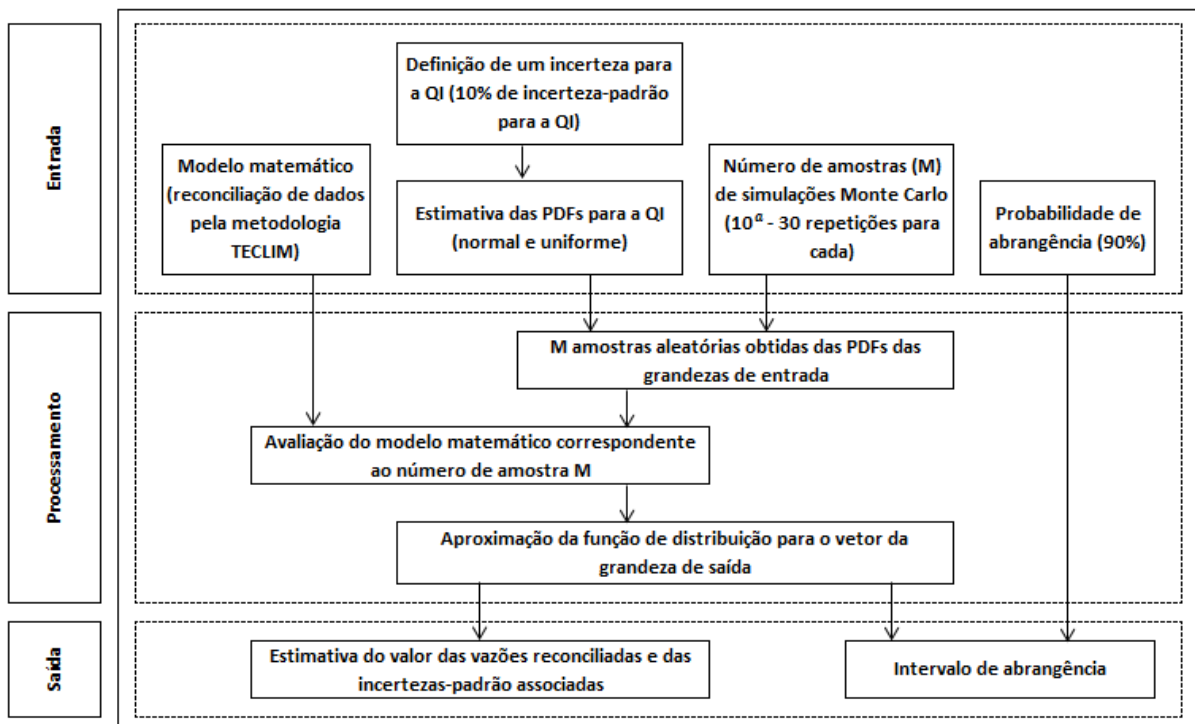 Entrada
Definição de um incerteza para
a QI (10% de incerteza-padrão
para a QI)
Modelo matemático
(reconciliação de dados
pela metodologia
TECLIM)
Estimativa das PDFs para a QI
(normal e uniforme)
Número de amostras (M)
de simulações Monte Carlo
(10ᵅ - 30 repetições para
cada)
Probabilidade de
abrangência (90%)
Processamento
M amostras aleatórias obtidas das PDFs das
grandezas de entrada
Avaliação do modelo matemático correspondente
ao número de amostra M
Aproximação da função de distribuição para o vetor da
grandeza de saída
Saída
Estimativa do valor das vazões reconciliadas e das
incertezas-padrão associadas
Intervalo de abrangência